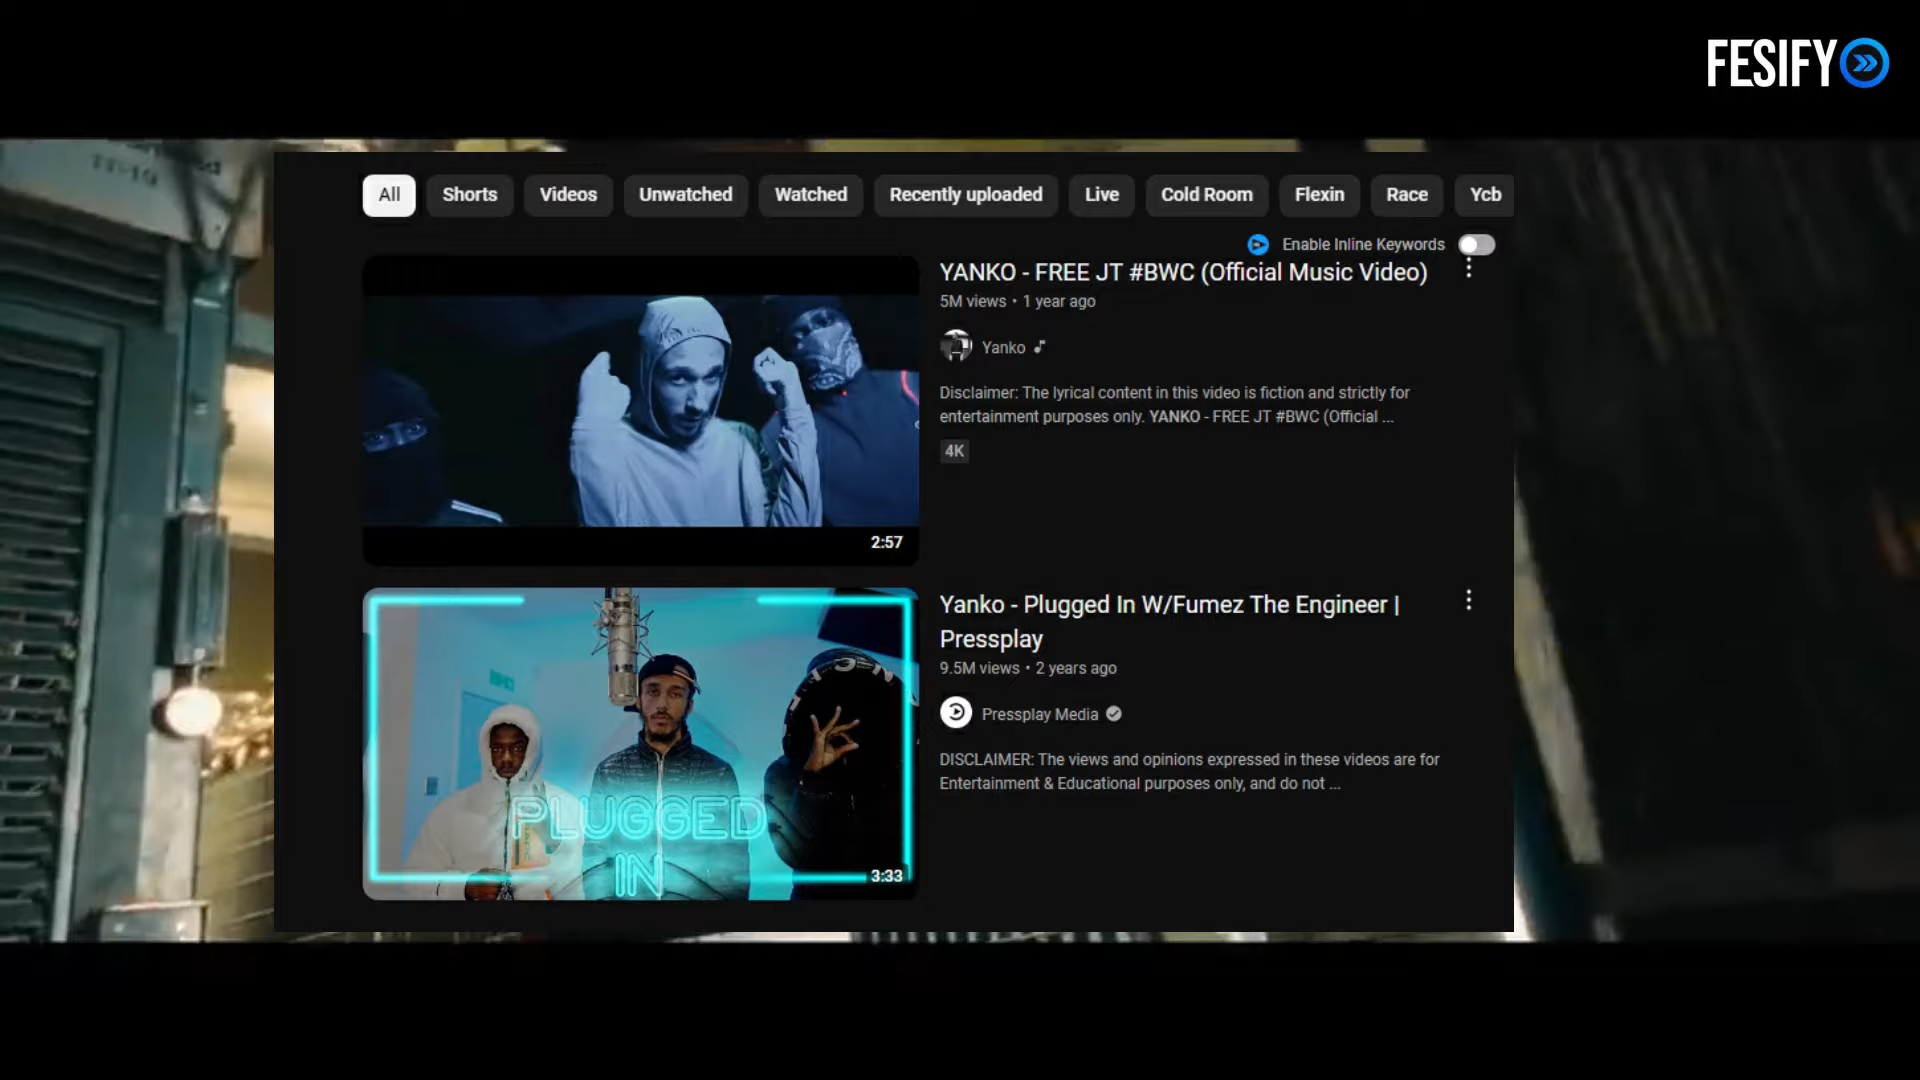 FESIFY
All Shorts Videos Unwatched Watched Recently uploaded Live Cold Room Flexin Race Ycb
Enable Inline Keywords
YANKO - FREE JT #BWC (Official Music Video)
5M views • 1 year ago
Yanko
Disclaimer: The lyrical content in this video is fiction and strictly for
entertainment purposes only. YANKO - FREE JT #BWC (Official ...
4K
2:57
Yanko - Plugged In W/Fumez The Engineer |
Pressplay
9.5M views • 2 years ago
Pressplay Media
DISCLAIMER: The views and opinions expressed in these videos are for
Entertainment & Educational purposes only, and do not ...
PLUGGED
IN
3:33